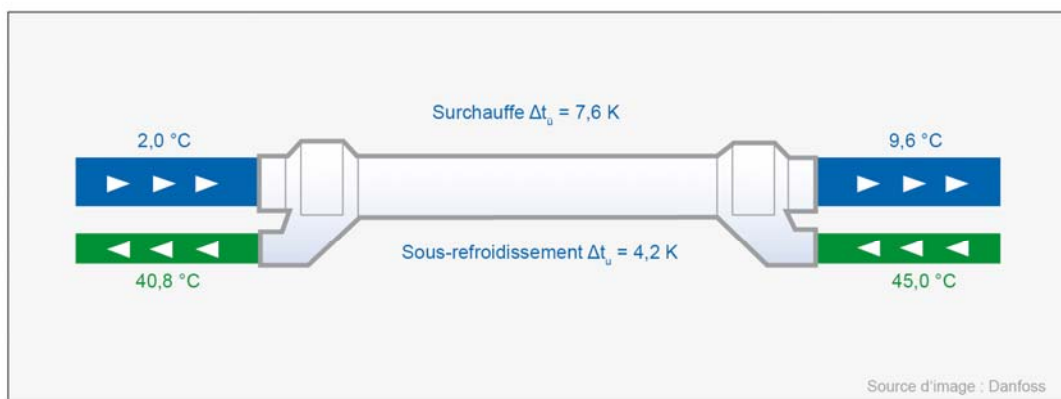 Surchauffe Δtü = 7,6 K
2,0 °C
9,6 °C
Sous-refroidissement Δtu = 4,2 K
40,8 °C
45,0 °C
Source d'image : Danfoss